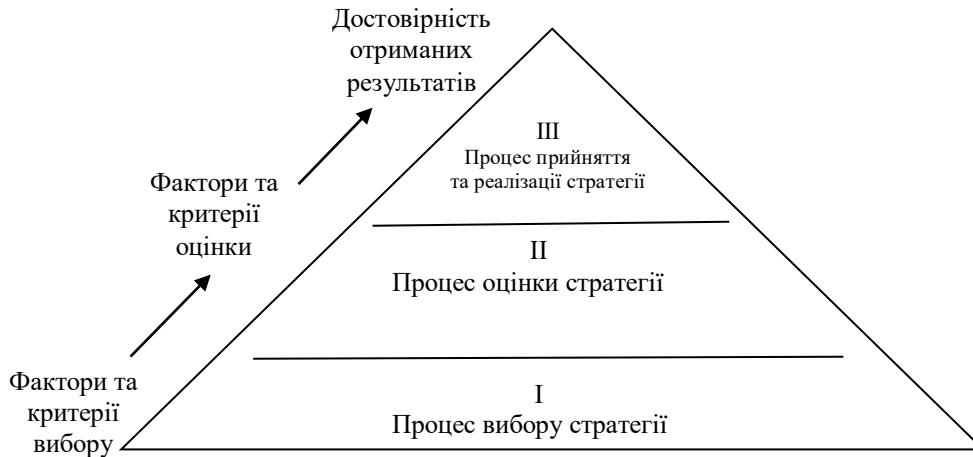 Достовірність
отриманих
результатів
III
Процес прийняття
та реалізації стратегії
Фактори та
критерії
оцінки
II
Процес оцінки стратегії
Фактори та
критерії
вибору
I
Процес вибору стратегії